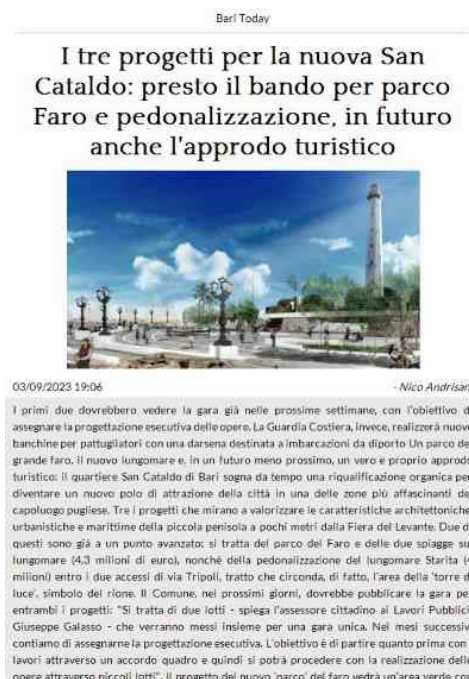 Bari Today
I tre progetti per la nuova San
Cataldo: presto il bando per parco
Faro e pedonalizzazione, in futuro
anche l'approdo turistico
03/09/2023 19:06 - Nico Andrisan
I primi due dovrebbero vedere la gara già nelle prossime settimane, con l'obiettivo d
assegnare la progettazione esecutiva delle opere. La Guardia Costiera, invece, realizzerà nuove
banchine per pattugliatori con una darsena destinata a imbarcazioni da diporto Un parco de
grande faro, il nuovo lungomare e, in un futuro meno prossimo, un vero e proprio approdo
turistico: il quartiere San Cataldo di Bari sogna da tempo una riqualificazione organica per
diventare un nuovo polo di attrazione della città in una delle zone più affascinanti de
capoluogo pugliese. Tre i progetti che mirano a valorizzare le caratteristiche architettoniche
urbanistiche e marittime della piccola penisola a pochi metri dalla Fiera del Levante. Due d
questi sono già a un punto avanzato: si tratta del parco del Faro e delle due spiagge su
lungomare (4,3 milioni di euro), nonché della pedonalizzazione del lungomare Starita (4
milioni) entro i due accessi di via Tripoli, tratto che circonda, di fatto, l'area della 'torre d
luce', simbolo del rione. Il Comune, nei prossimi giorni, dovrebbe pubblicare la gara pe
entrambi i progetti: "Si tratta di due lotti - spiega l'assessore cittadino ai Lavori Pubblici
Giuseppe Galasso - che verranno messi insieme per una gara unica. Nei mesi successiv
contiamo di assegnarne la progettazione esecutiva. L'obiettivo è di partire quanto prima con
lavori attraverso un accordo quadro e quindi si potrà procedere con la realizzazione delle
opere attraverso piccoli lotti". Il progetto del nuovo 'parco' del faro vedrà un'area verde co